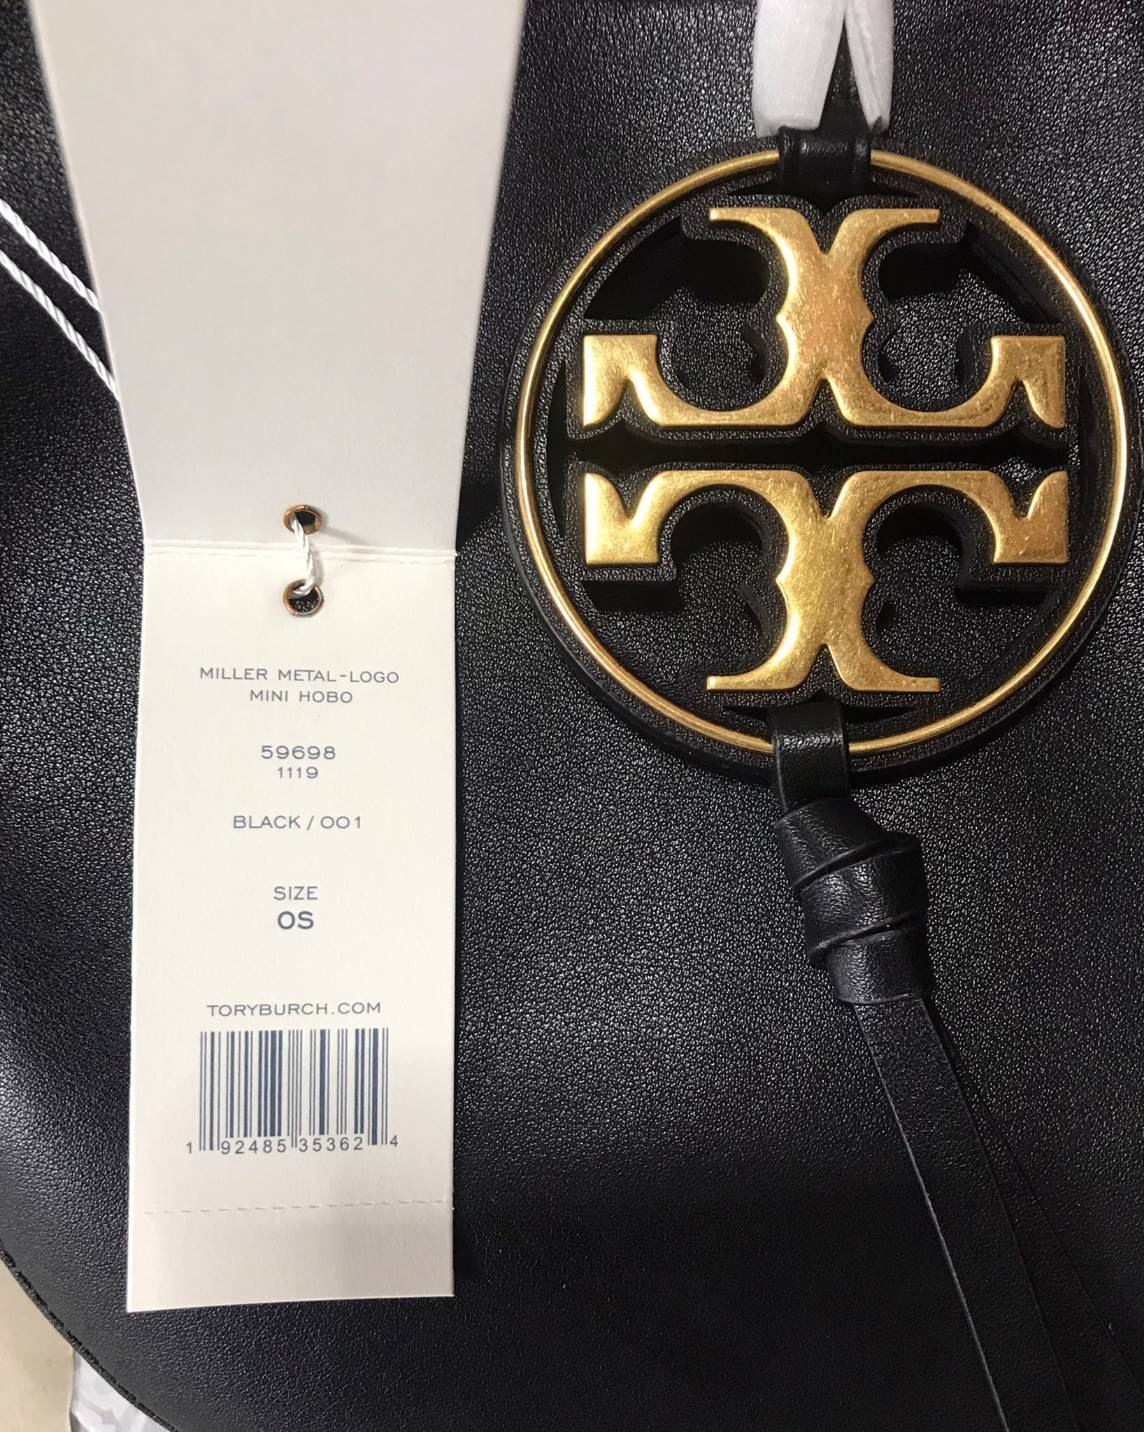 MILLER METAL-LOGO
MINI HOBO
59698
1119
BLACK / 001
SIZE
OS
TORYBURCH.COM
1 92485 35362 4